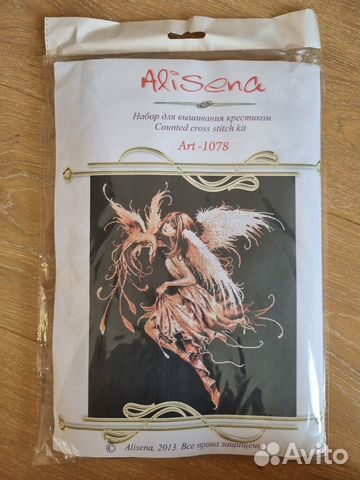 Alisena
Набор для вышивания крестиком
Counted cross stitch kit
Art -1078
© Alisena, 2013. Все права защищены
Avito